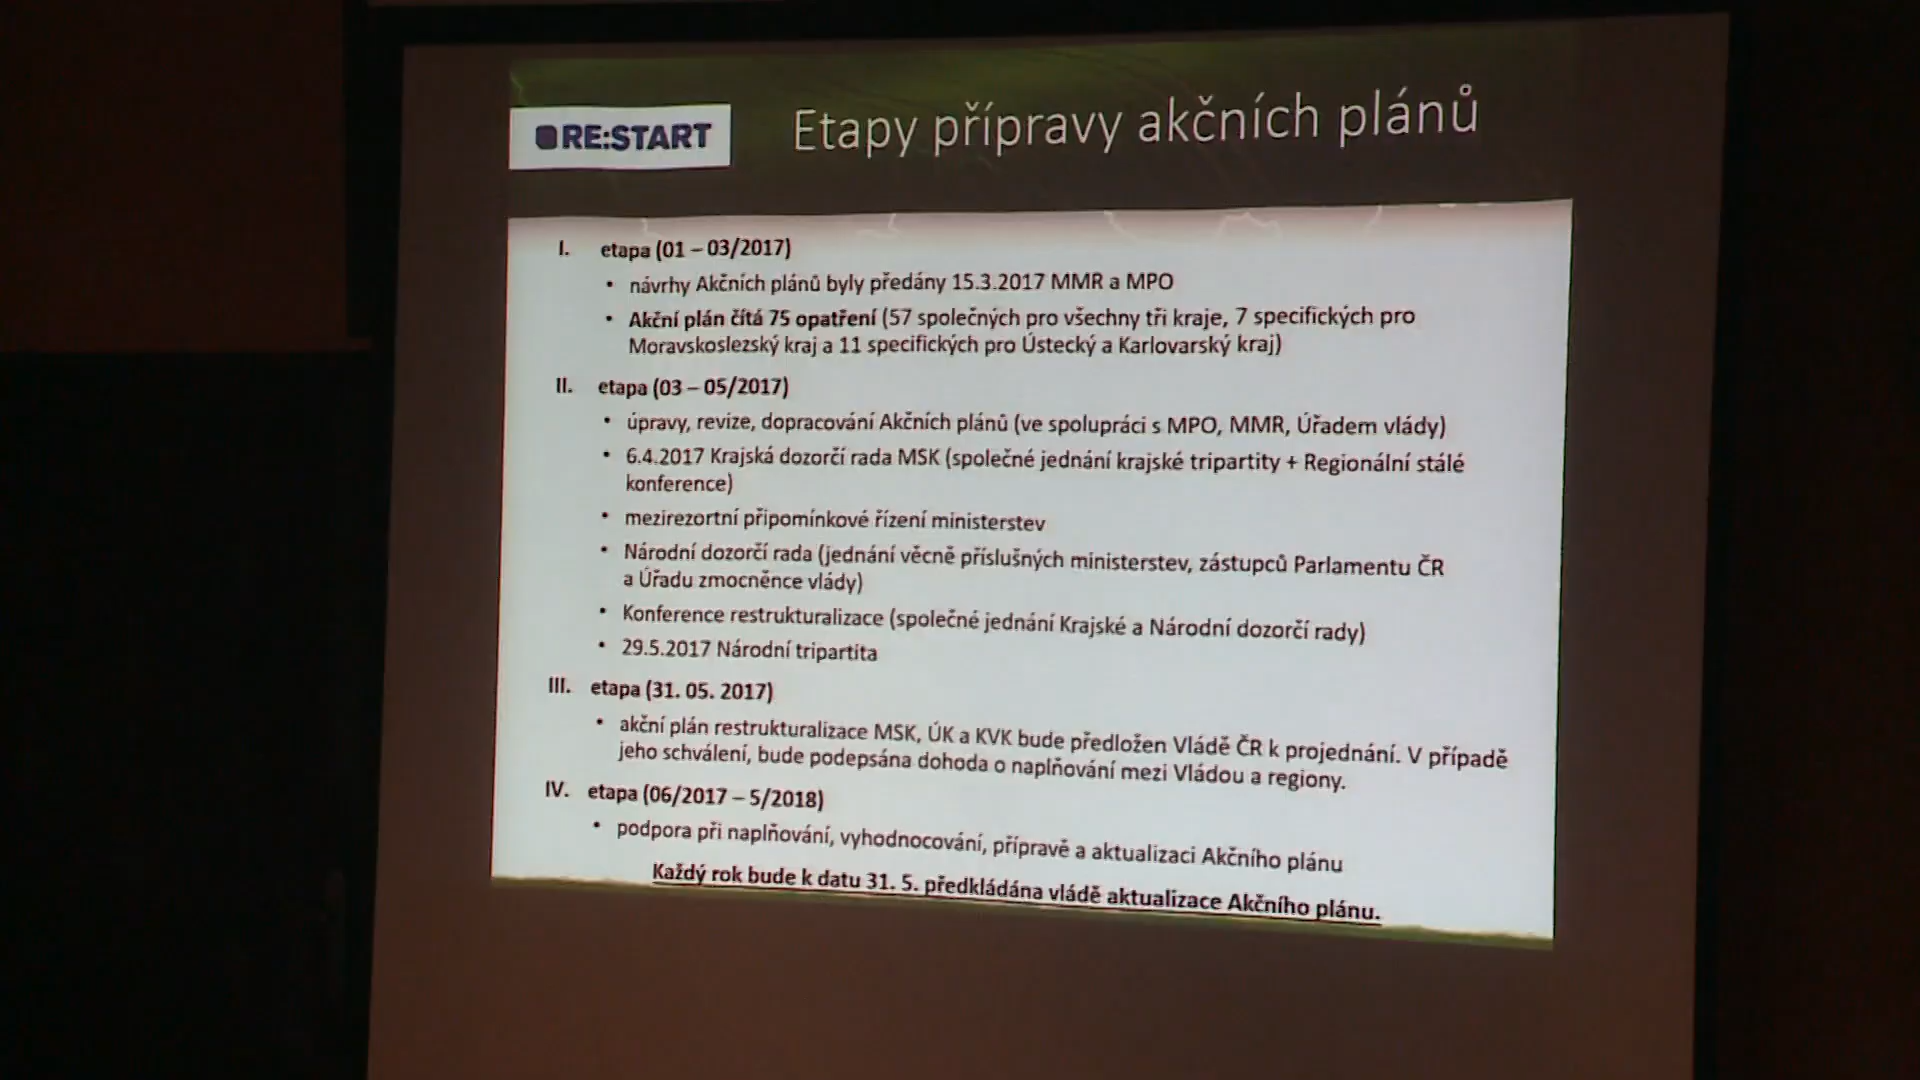 RE:START
Etapy přípravy akčních plánů
I. etapa (01 – 03/2017)
• návrhy Akčních plánů byly předány 15.3.2017 MMR a MPO
• Akční plán čítá 75 opatření (57 společných pro všechny tři kraje, 7 specifických pro
Moravskoslezský kraj a 11 specifických pro Ústecký a Karlovarský kraj)
II. etapa (03 – 05/2017)
• úpravy, revize, dopracování Akčních plánů (ve spolupráci s MPO, MMR, Úřadem vlády)
• 6.4.2017 Krajská dozorčí rada MSK (společné jednání krajské tripartity + Regionální stálé
konference)
• mezirezortní připomínkové řízení ministerstev
• Národní dozorčí rada (jednání věcně příslušných ministerstev, zástupců Parlamentu ČR
a Úřadu zmocněnce vlády)
• Konference restrukturalizace (společné jednání Krajské a Národní dozorčí rady)
• 29.5.2017 Národní tripartita
III. etapa (31. 05. 2017)
• akční plán restrukturalizace MSK, ÚK a KVK bude předložen Vládě ČR k projednání. V případě
jeho schválení, bude podepsána dohoda o naplňování mezi Vládou a regiony.
IV. etapa (06/2017 – 5/2018)
• podpora při naplňování, vyhodnocování, přípravě a aktualizaci Akčního plánu
Každý rok bude k datu 31. 5. předkládána vládě aktualizace Akčního plánu.